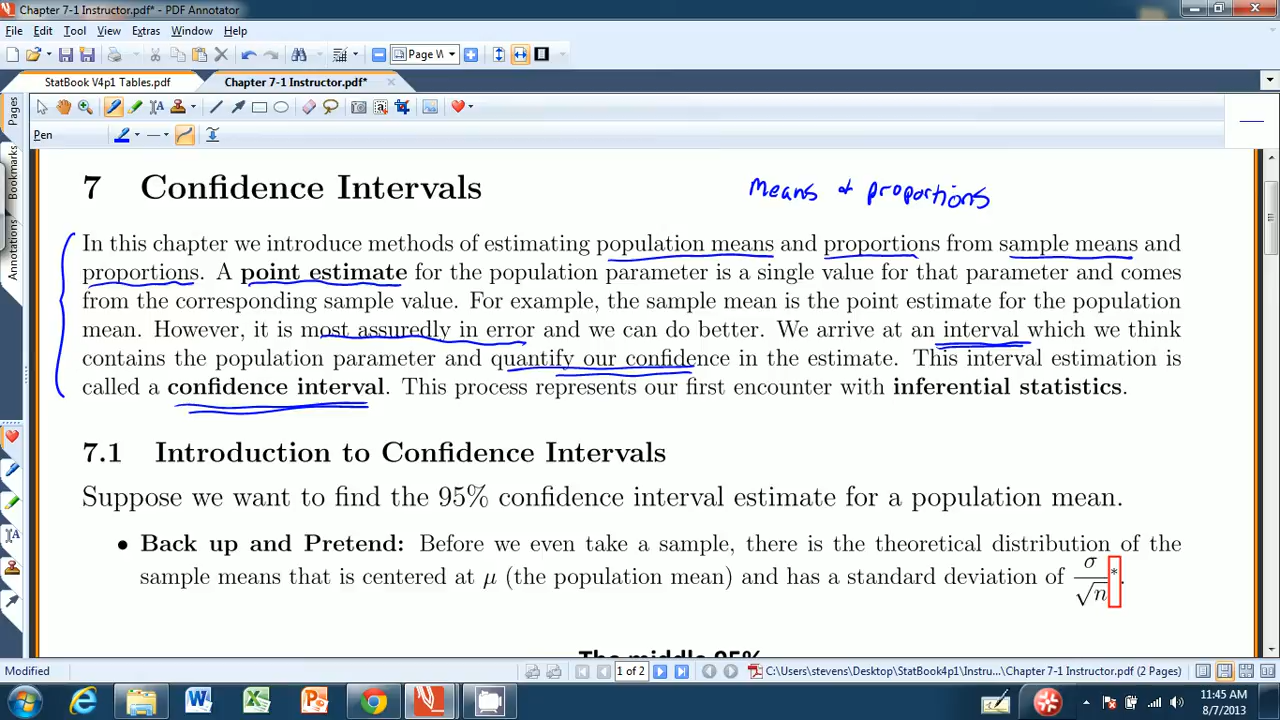 Chapter 7-1 Instructor.pdf* - PDF Annotator
File Edit Tool View Extras Window Help
Page W
StatBook V4p1 Tables.pdf Chapter 7-1 Instructor.pdf*
Pen
Pages
Bookmarks
Annotations
7 Confidence Intervals
Means & proportions
In this chapter we introduce methods of estimating population means and proportions from sample means and
proportions. A point estimate for the population parameter is a single value for that parameter and comes
from the corresponding sample value. For example, the sample mean is the point estimate for the population
mean. However, it is most assuredly in error and we can do better. We arrive at an interval which we think
contains the population parameter and quantify our confidence in the estimate. This interval estimation is
called a confidence interval. This process represents our first encounter with inferential statistics.
7.1 Introduction to Confidence Intervals
Suppose we want to find the 95% confidence interval estimate for a population mean.
• Back up and Pretend: Before we even take a sample, there is the theoretical distribution of the
sample means that is centered at μ (the population mean) and has a standard deviation of σ/√n*.
The middle 95%
Modified
1 of 2
C:\Users\stevens\Desktop\StatBook4p1\Instru...\Chapter 7-1 Instructor.pdf (2 Pages)
11:45 AM
8/7/2013